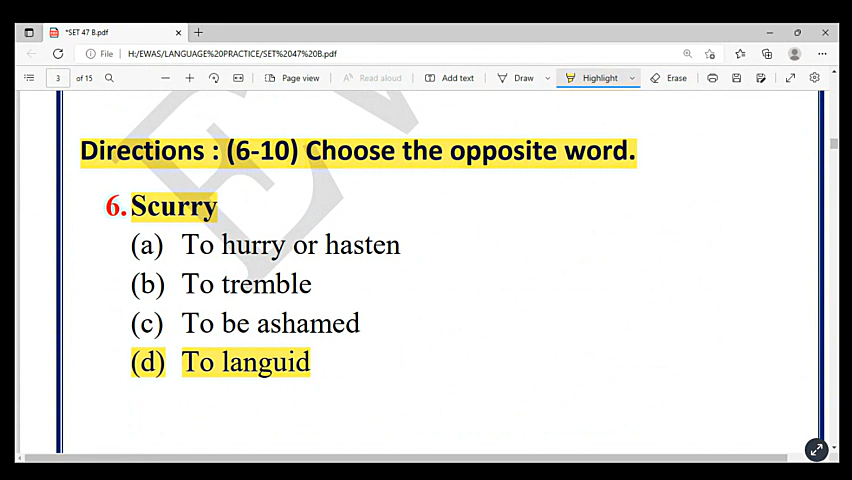 *SET 47 B.pdf
File
H:/EWAS/LANGUAGE%20PRACTICE/SET%2047%20B.pdf
3 of 15
Page view
Read aloud
Add text
Draw
Highlight
Erase
Directions : (6-10) Choose the opposite word.
6. Scurry
(a) To hurry or hasten
(b) To tremble
(c) To be ashamed
(d) To languid